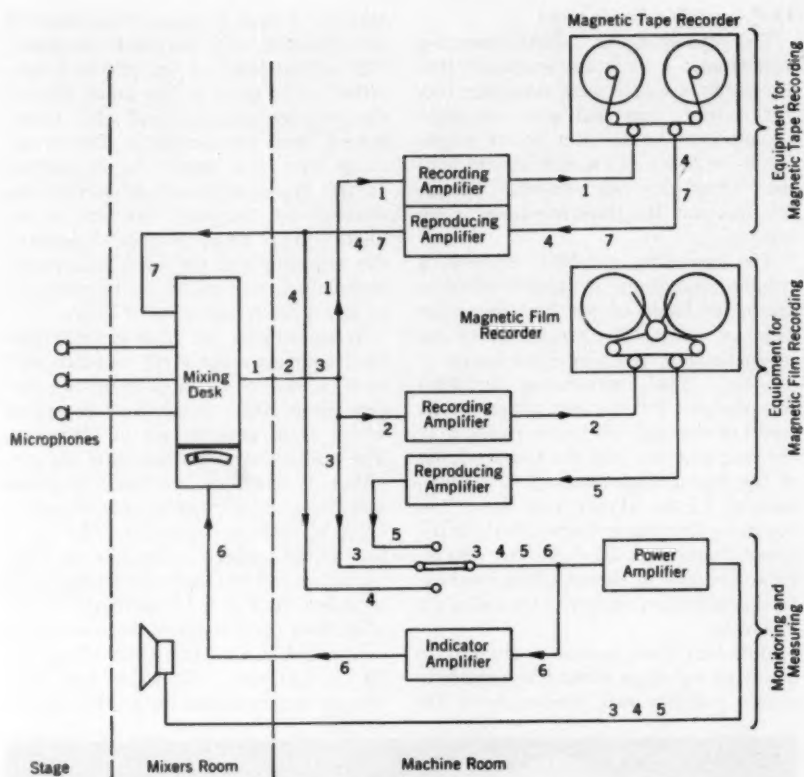 Magnetic Tape Recorder
Equipment for
Magnetic Tape Recording
Recording
Amplifier
1
1
4
7
Reproducing
Amplifier
4 7
4
7
7
4
1
Magnetic Film
Recorder
Equipment for
Magnetic Film Recording
Microphones
Mixing
Desk
1 2 3
Recording
Amplifier
2
2
3
Reproducing
Amplifier
5
5
6
3
3 4 5 6
4
Power
Amplifier
Monitoring and
Measuring
Indicator
Amplifier
6
6
3 4 5
Stage
Mixers Room
Machine Room